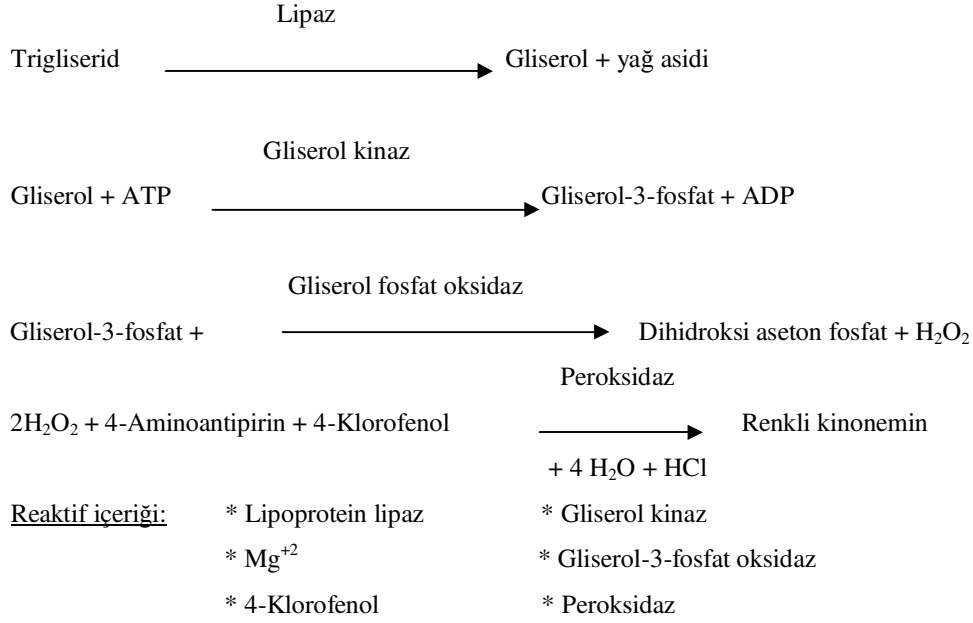 Lipaz
Trigliserid Gliserol + yağ asidi
Gliserol kinaz
Gliserol + ATP Gliserol-3-fosfat + ADP
Gliserol fosfat oksidaz
Gliserol-3-fosfat + Dihidroksi aseton fosfat + H₂O₂
Peroksidaz
2H₂O₂ + 4-Aminoantipirin + 4-Klorofenol Renkli kinonemin
+ 4 H₂O + HCl
Reaktif içeriği: * Lipoprotein lipaz * Gliserol kinaz
* Mg⁺² * Gliserol-3-fosfat oksidaz
* 4-Klorofenol * Peroksidaz